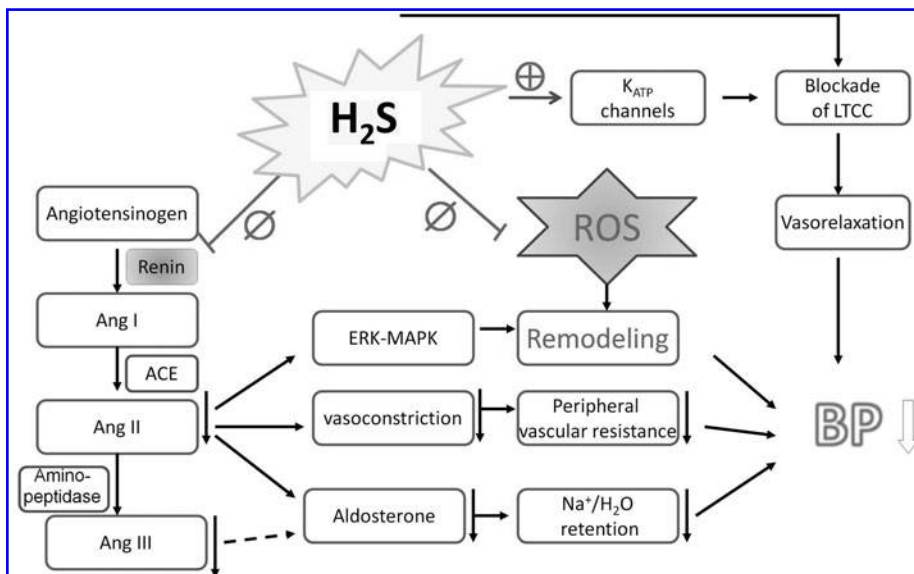 H₂S
K_ATP
channels
Blockade
of LTCC
Angiotensinogen
Renin
ROS
Vasorelaxation
Ang I
ERK-MAPK
Remodeling
ACE
Ang II
vasoconstriction
Peripheral
vascular resistance
BP
Amino-
peptidase
Aldosterone
Na⁺/H₂O
retention
Ang III